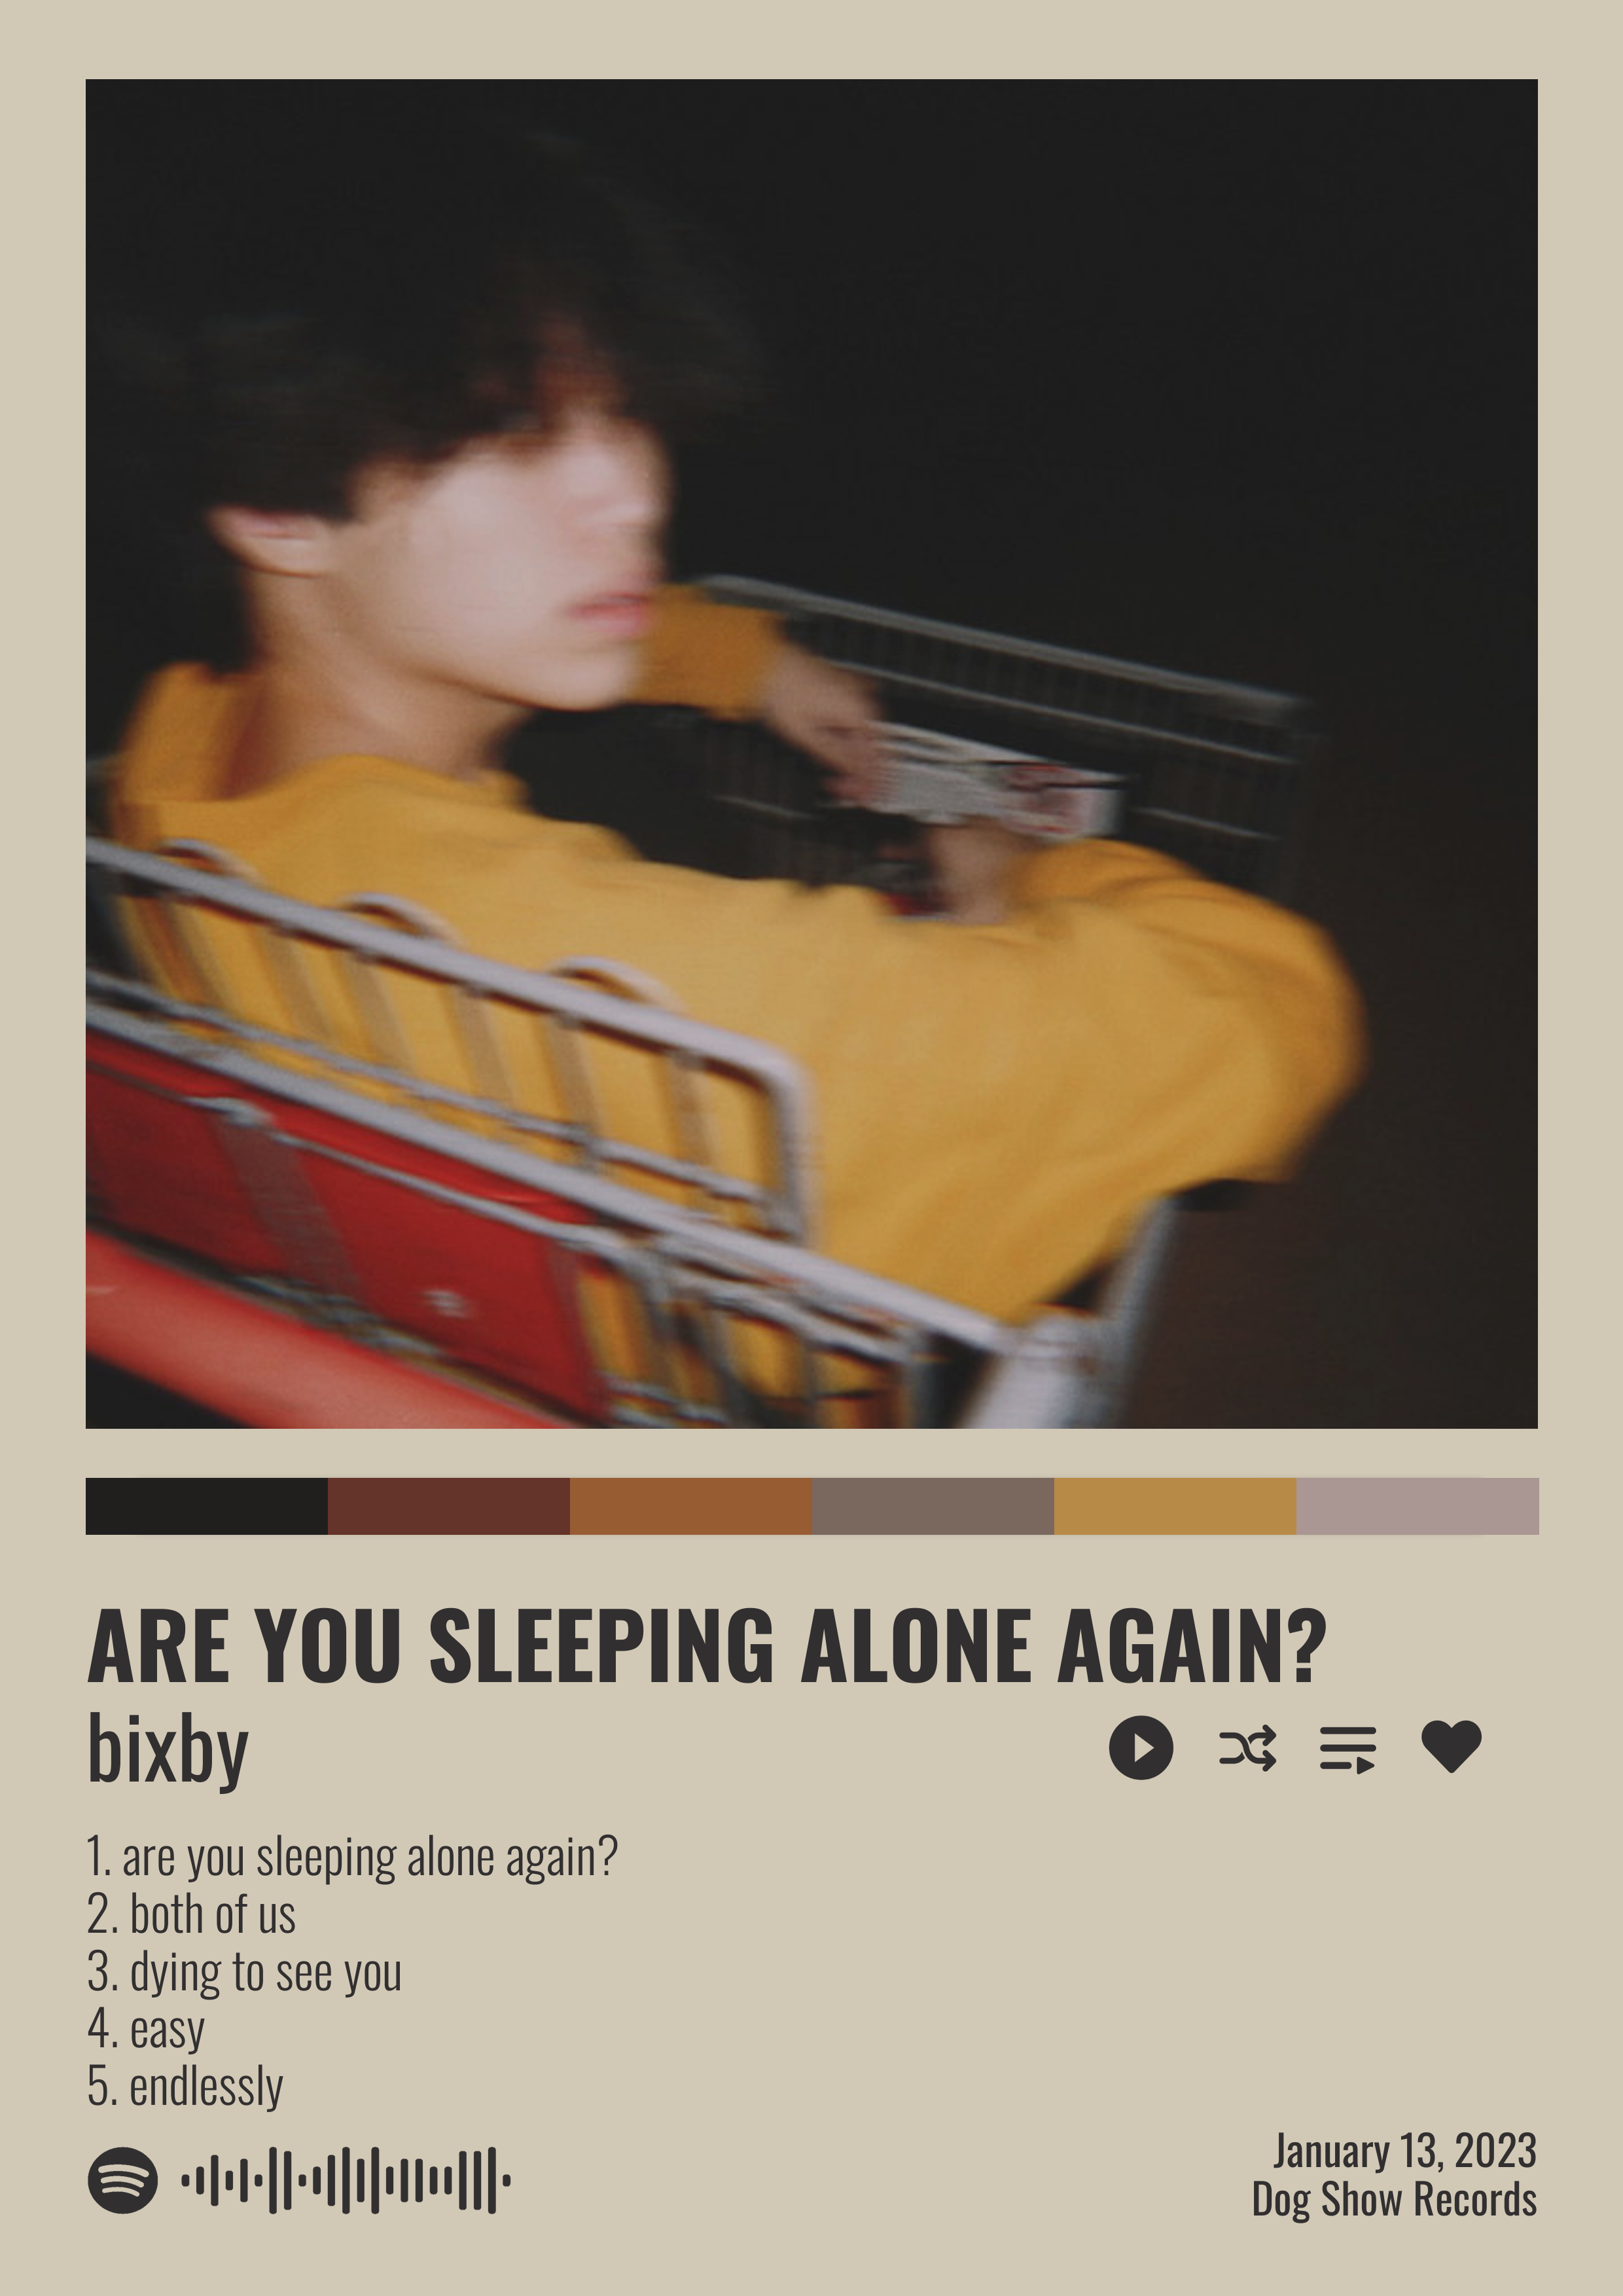 ARE YOU SLEEPING ALONE AGAIN?
bixby
1. are you sleeping alone again?
2. both of us
3. dying to see you
4. easy
5. endlessly
January 13, 2023
Dog Show Records